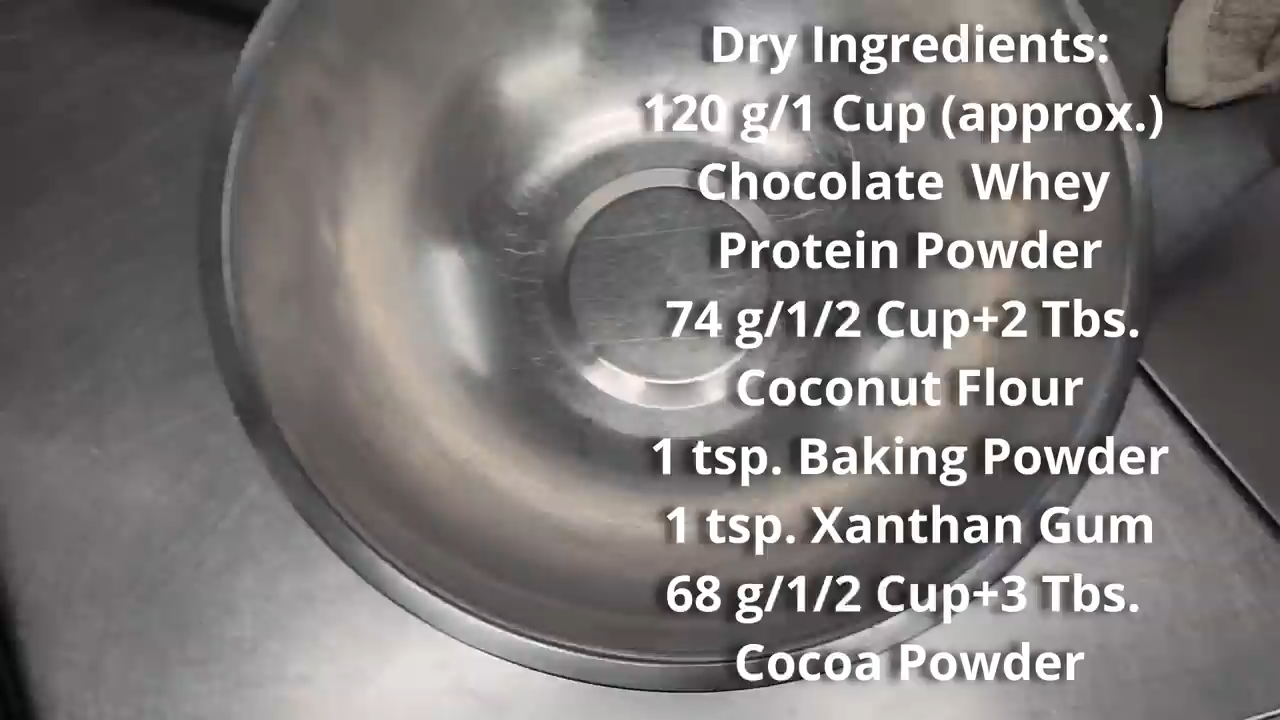 Dry Ingredients:
120 g/1 Cup (approx.)
Chocolate  Whey
Protein Powder
74 g/1/2 Cup+2 Tbs.
Coconut Flour
1 tsp. Baking Powder
1 tsp. Xanthan Gum
68 g/1/2 Cup+3 Tbs.
Cocoa Powder